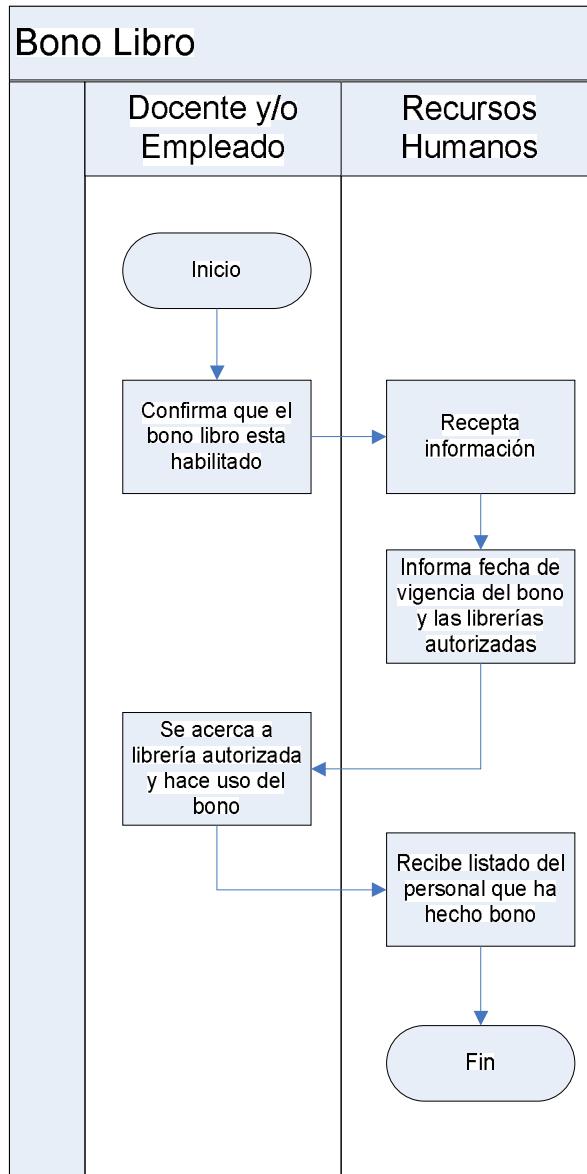 Bono Libro
Docente y/o
Empleado
Recursos
Humanos
Inicio
Confirma que el
bono libro esta
habilitado
Recepta
información
Informa fecha de
vigencia del bono
y las librerías
autorizadas
Se acerca a
librería autorizada
y hace uso del
bono
Recibe listado del
personal que ha
hecho bono
Fin